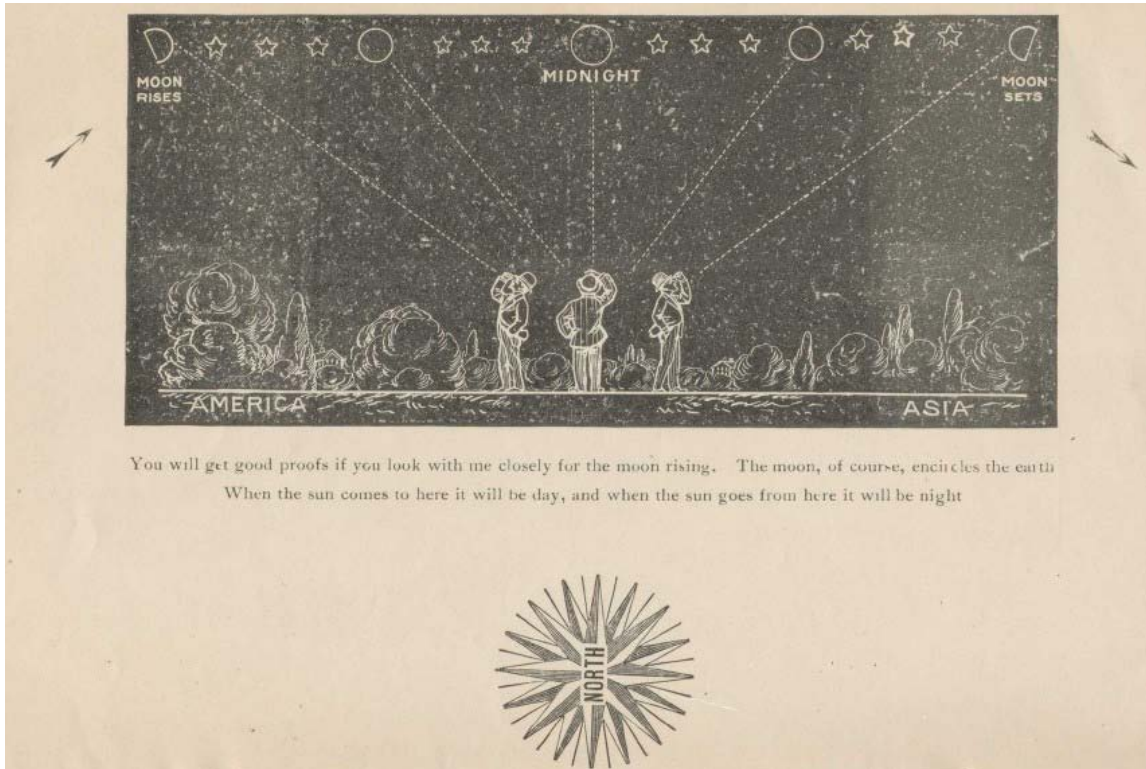 MIDNIGHT
MOON
RISES
MOON
SETS
AMERICA
ASIA
You will get good proofs if you look with me closely for the moon rising. The moon, of course, encircles the earth
When the sun comes to here it will be day, and when the sun goes from here it will be night
NORTH